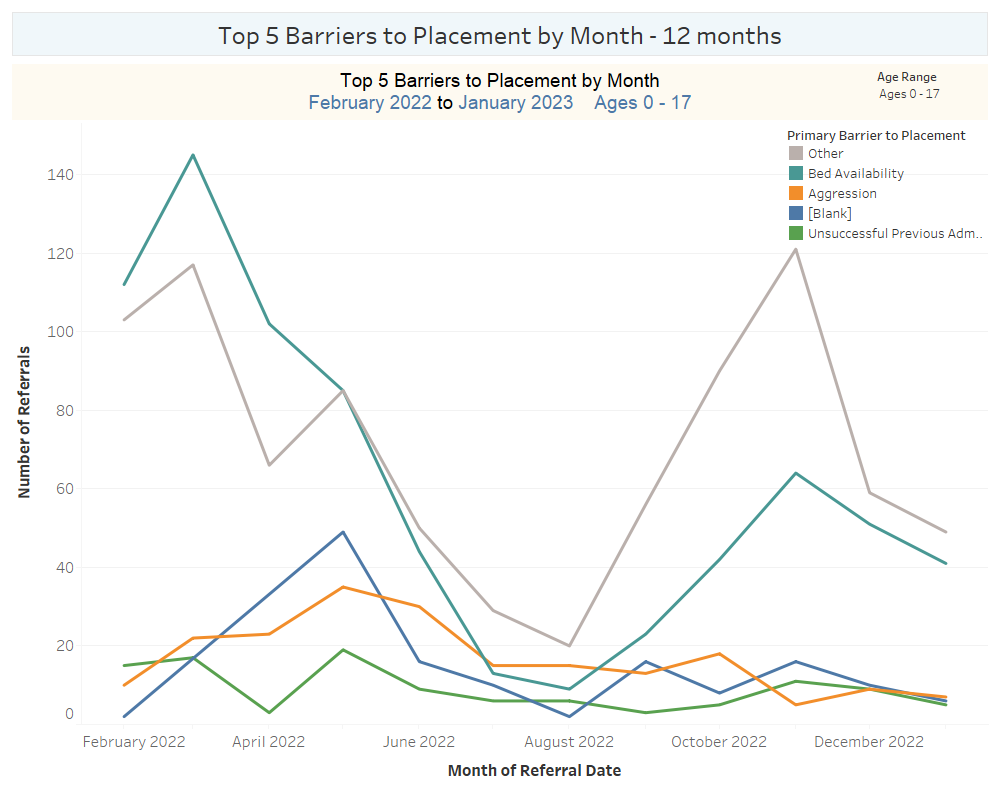 Top 5 Barriers to Placement by Month - 12 months
Top 5 Barriers to Placement by Month
February 2022 to January 2023 Ages 0 - 17
Age Range
Ages 0 - 17
Primary Barrier to Placement
Other
Bed Availability
Aggression
[Blank]
Unsuccessful Previous Adm..
140
120
100
80
60
40
20
0
Number of Referrals
February 2022 April 2022 June 2022 August 2022 October 2022 December 2022
Month of Referral Date